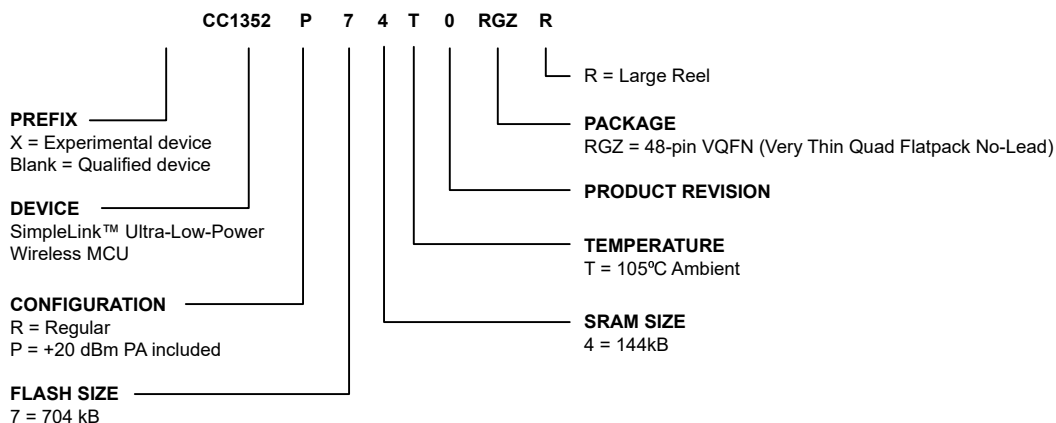 CC1352 P 7 4 T 0 RGZ R
PREFIX
X = Experimental device
Blank = Qualified device
DEVICE
SimpleLink™ Ultra-Low-Power
Wireless MCU
CONFIGURATION
R = Regular
P = +20 dBm PA included
FLASH SIZE
7 = 704 kB
R = Large Reel
PACKAGE
RGZ = 48-pin VQFN (Very Thin Quad Flatpack No-Lead)
PRODUCT REVISION
TEMPERATURE
T = 105ºC Ambient
SRAM SIZE
4 = 144kB